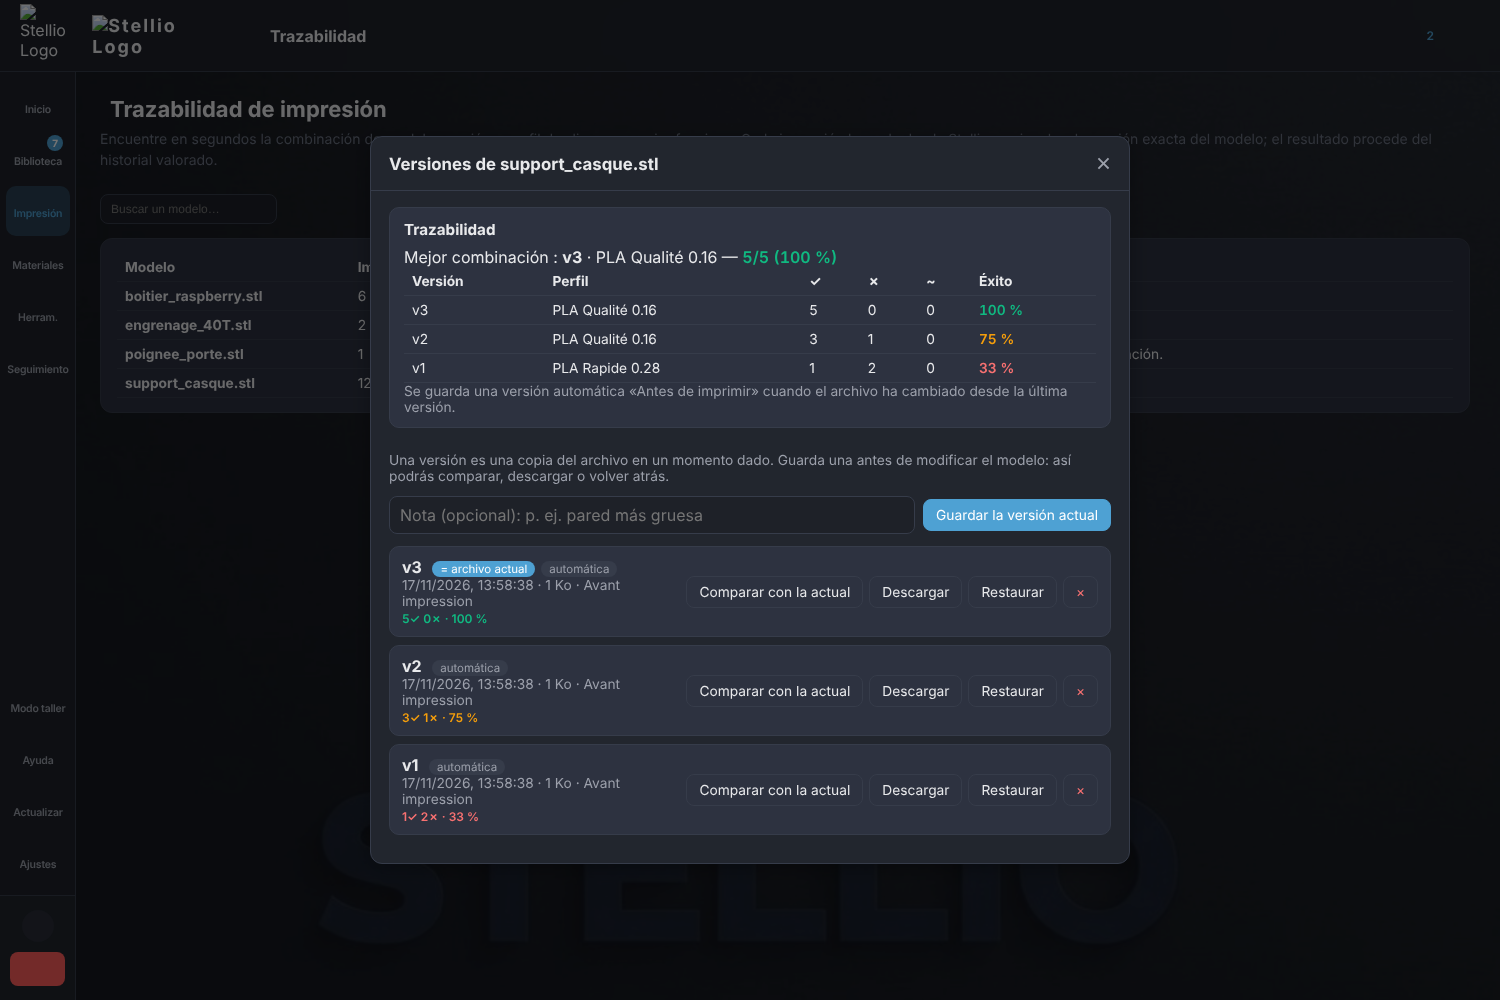 Stellio Logo
Stellio Logo
Trazabilidad
2
Inicio
7
Biblioteca
Impresión
Materiales
Herram.
Seguimiento
Modo taller
Ayuda
Actualizar
Ajustes
Trazabilidad de impresión
Encuentre en segundos la combinación
exacta del modelo; el resultado procede del
historial valorado.
Buscar un modelo…
Modelo
boitier_raspberry.stl 6
engrenage_40T.stl 2
poignee_porte.stl 1
support_casque.stl 12
Versiones de support_casque.stl ✕
Trazabilidad
Mejor combinación : v3 · PLA Qualité 0.16 — 5/5 (100 %)
Versión Perfil ✓ × ~ Éxito
v3 PLA Qualité 0.16 5 0 0 100 %
v2 PLA Qualité 0.16 3 1 0 75 %
v1 PLA Rapide 0.28 1 2 0 33 %
Se guarda una versión automática «Antes de imprimir» cuando el archivo ha cambiado desde la última
versión.
Una versión es una copia del archivo en un momento dado. Guarda una antes de modificar el modelo: así
podrás comparar, descargar o volver atrás.
Nota (opcional): p. ej. pared más gruesa
Guardar la versión actual
v3 = archivo actual automática
17/11/2026, 13:58:38 · 1 Ko · Avant
impression
5✓ 0× · 100 %
Comparar con la actual Descargar Restaurar ×
v2 automática
17/11/2026, 13:58:38 · 1 Ko · Avant
impression
3✓ 1× · 75 %
Comparar con la actual Descargar Restaurar ×
v1 automática
17/11/2026, 13:58:38 · 1 Ko · Avant
impression
1✓ 2× · 33 %
Comparar con la actual Descargar Restaurar ×
STELLIO